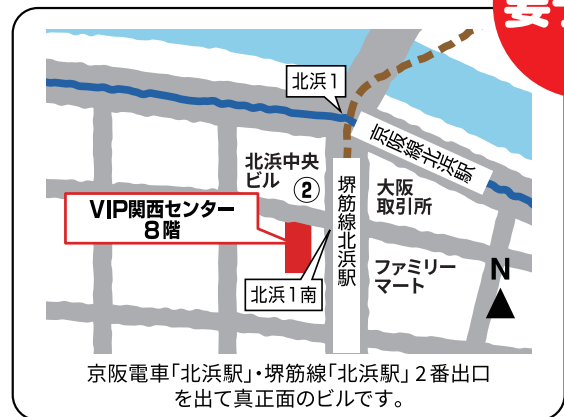 要予
北浜1
京阪線北浜駅
北浜中央
ビル
②
堺筋線北浜駅
大阪
取引所
VIP関西センター
8階
北浜1南
ファミリー
マート
N
京阪電車「北浜駅」・堺筋線「北浜駅」2番出口
を出て真正面のビルです。